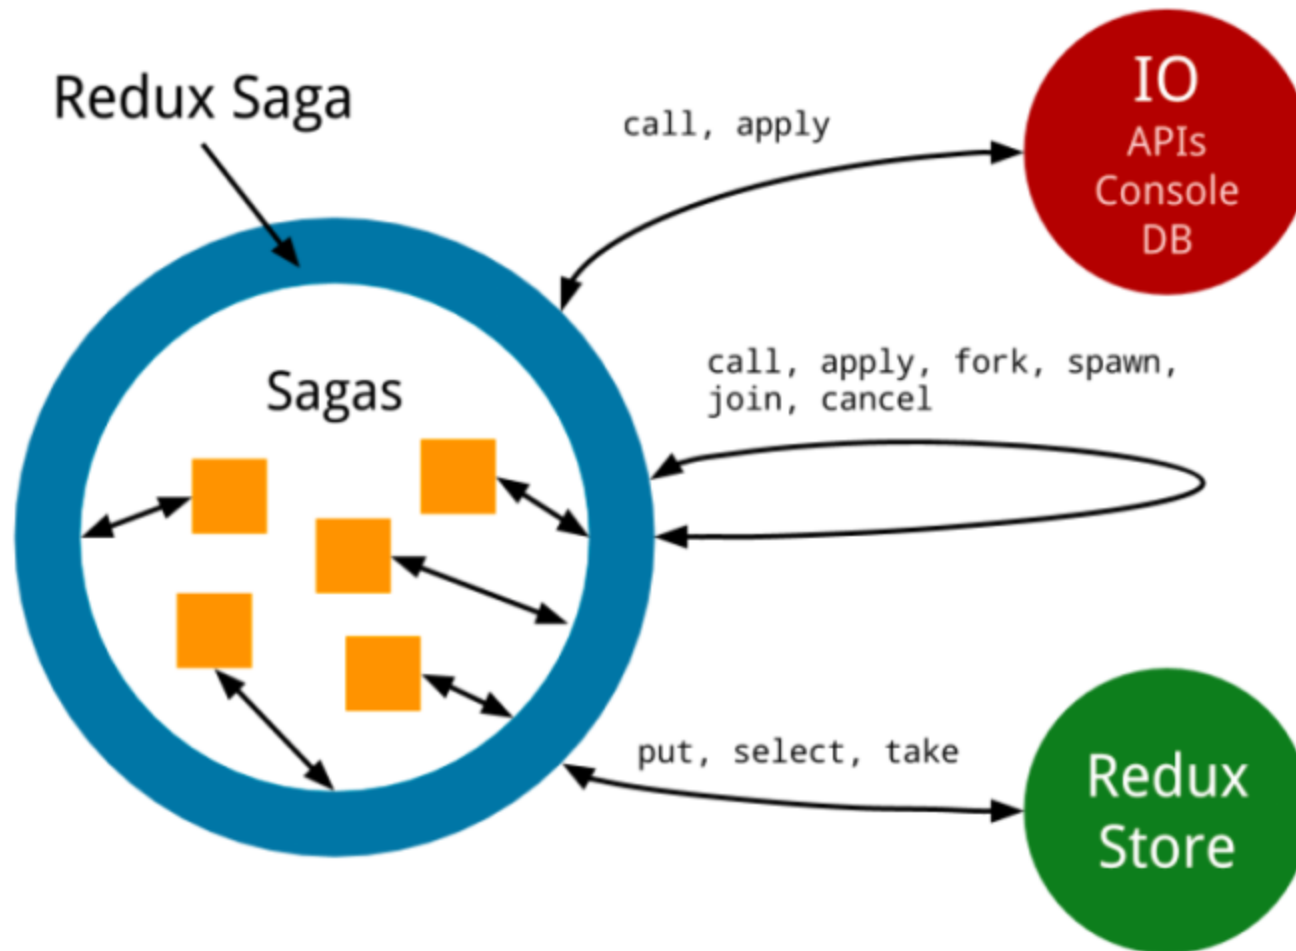 Redux Saga
call, apply
IO
APIs
Console
DB
call, apply, fork, spawn,
join, cancel
Sagas
put, select, take
Redux
Store